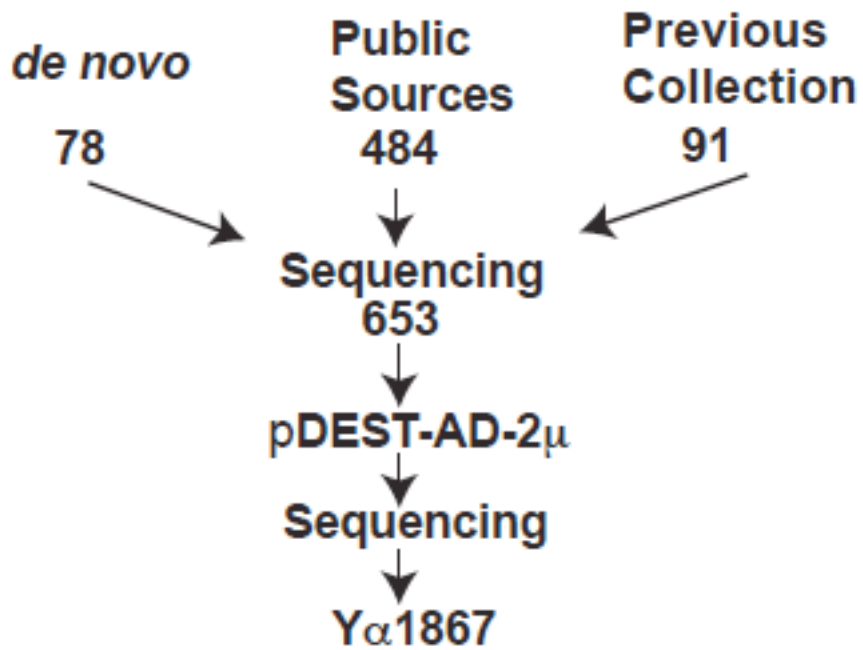 de novo
78
Public
Sources
484
Previous
Collection
91
Sequencing
653
pDEST-AD-2μ
Sequencing
Yα1867